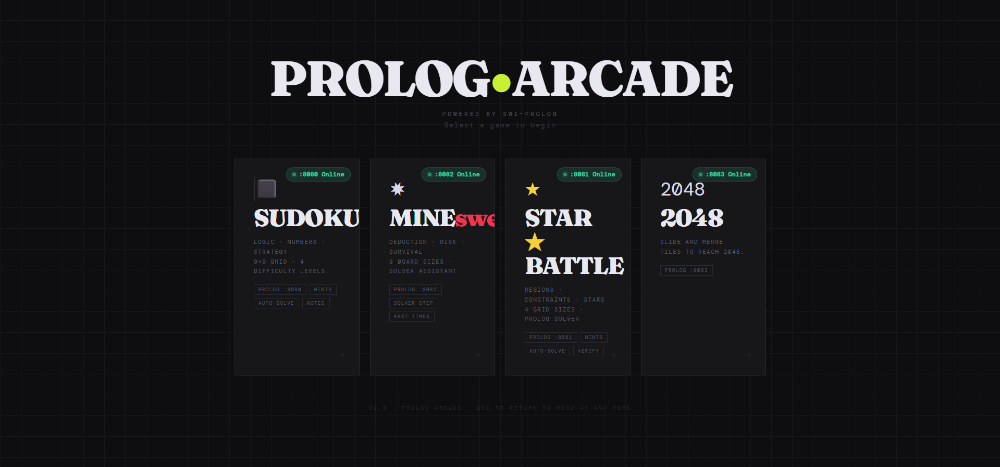 PROLOG●ARCADE
POWERED BY SWI-PROLOG
Select a game to begin
:8080 Online
SUDOKU
LOGIC · NUMBERS ·
STRATEGY
9×9 GRID · 4
DIFFICULTY LEVELS
PROLOG :8080 HINTS
AUTO-SOLVE NOTES
:8082 Online
✸
MINEswe
DEDUCTION · RISK ·
SURVIVAL
3 BOARD SIZES ·
SOLVER ASSISTANT
PROLOG :8082
SOLVER STEP
BEST TIMES
→
:8081 Online
★
STAR
★
BATTLE
REGIONS ·
CONSTRAINTS · STARS
4 GRID SIZES ·
PROLOG SOLVER
PROLOG :8081 HINTS
AUTO-SOLVE VERIFY →
:8083 Online
2048
2048
SLIDE AND MERGE
TILES TO REACH 2048.
PROLOG :8083
→
V2.0 · PROLOG ARCADE · ESC TO RETURN TO MENU AT ANY TIME